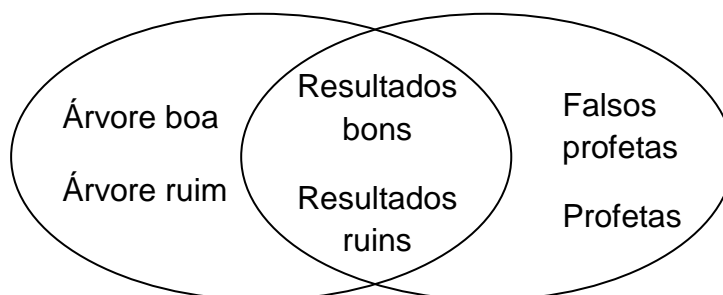 Árvore boa
Árvore ruim
Resultados
bons
Resultados
ruins
Falsos
profetas
Profetas